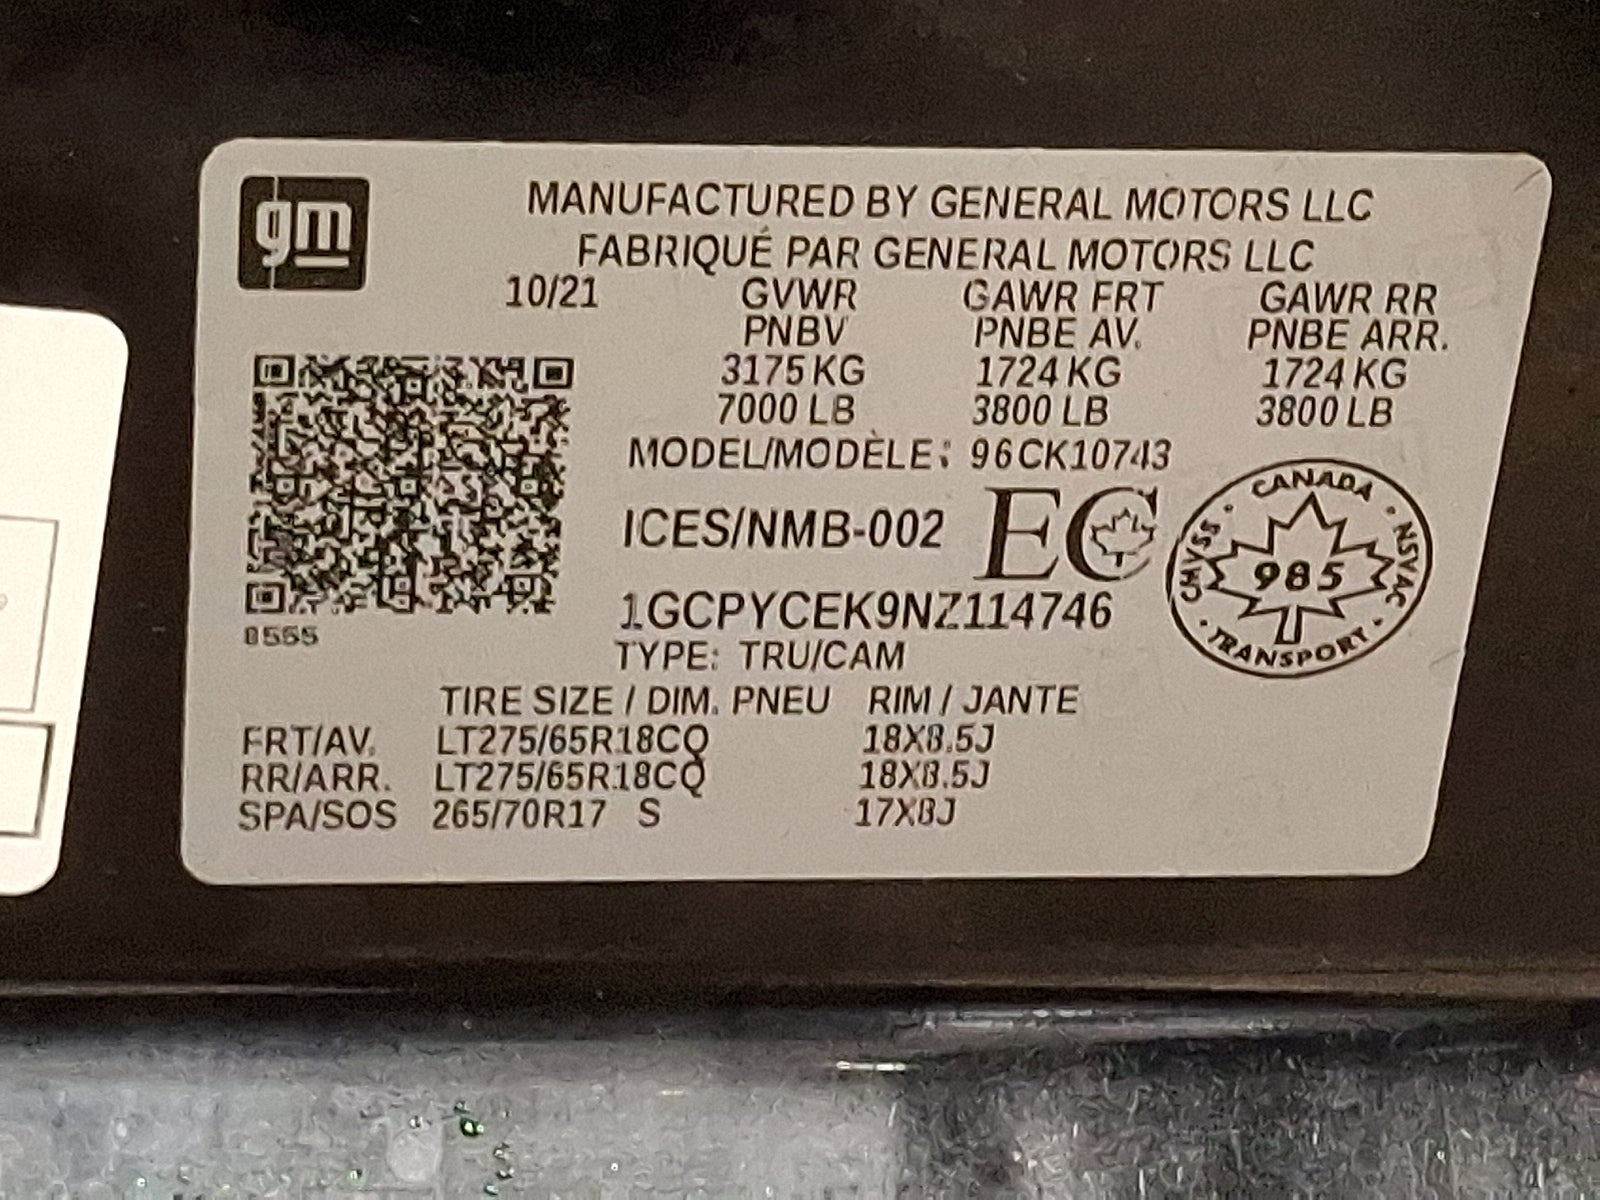 gm
MANUFACTURED BY GENERAL MOTORS LLC
FABRIQUÉ PAR GENERAL MOTORS LLC
10/21 GVWR GAWR FRT GAWR RR
PNBV PNBE AV. PNBE ARR.
3175 KG 1724 KG 1724 KG
7000 LB 3800 LB 3800 LB
MODEL/MODÈLE: 96CK10743
ICES/NMB-002 EC
CANADA · NSVAC · TRANSPORT · CMVSS ·
985
1GCPYCEK9NZ114746
8555
TYPE: TRU/CAM
TIRE SIZE / DIM. PNEU RIM / JANTE
FRT/AV. LT275/65R18CQ 18X8.5J
RR/ARR. LT275/65R18CQ 18X8.5J
SPA/SOS 265/70R17 S 17X8J